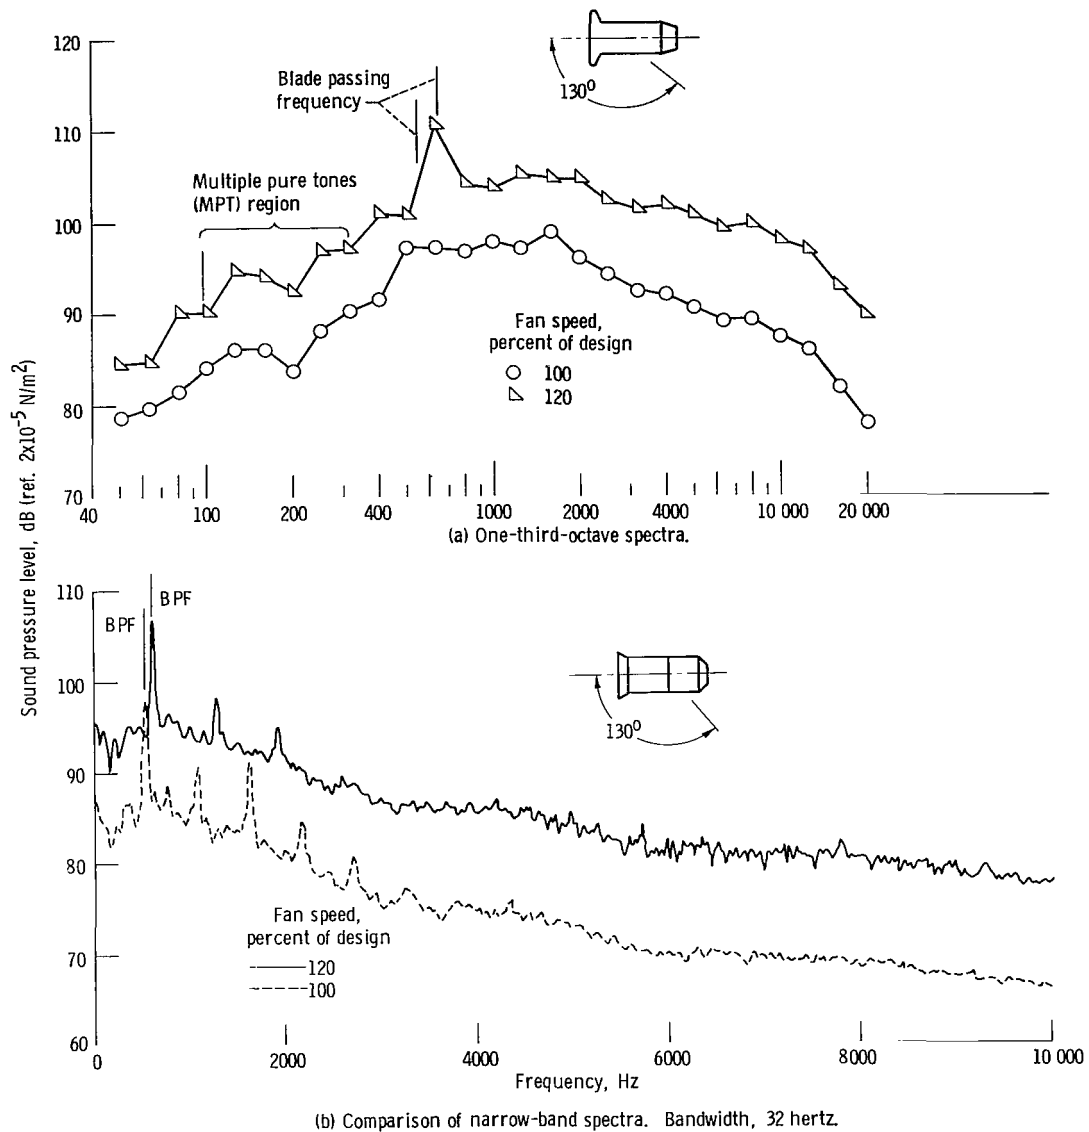 120
110
100
90
80
70
Blade passing
frequency
130⁰
Multiple pure tones
(MPT) region
Fan speed,
percent of design
100
120
40
100
200
400
1000
2000
4000
10 000
20 000
(a) One-third-octave spectra.
Sound pressure level, dB (ref. 2x10⁻⁵ N/m²)
110
100
90
80
70
60
BPF
BPF
130⁰
Fan speed,
percent of design
120
100
0
2000
4000
6000
8000
10 000
Frequency, Hz
(b) Comparison of narrow-band spectra. Bandwidth, 32 hertz.